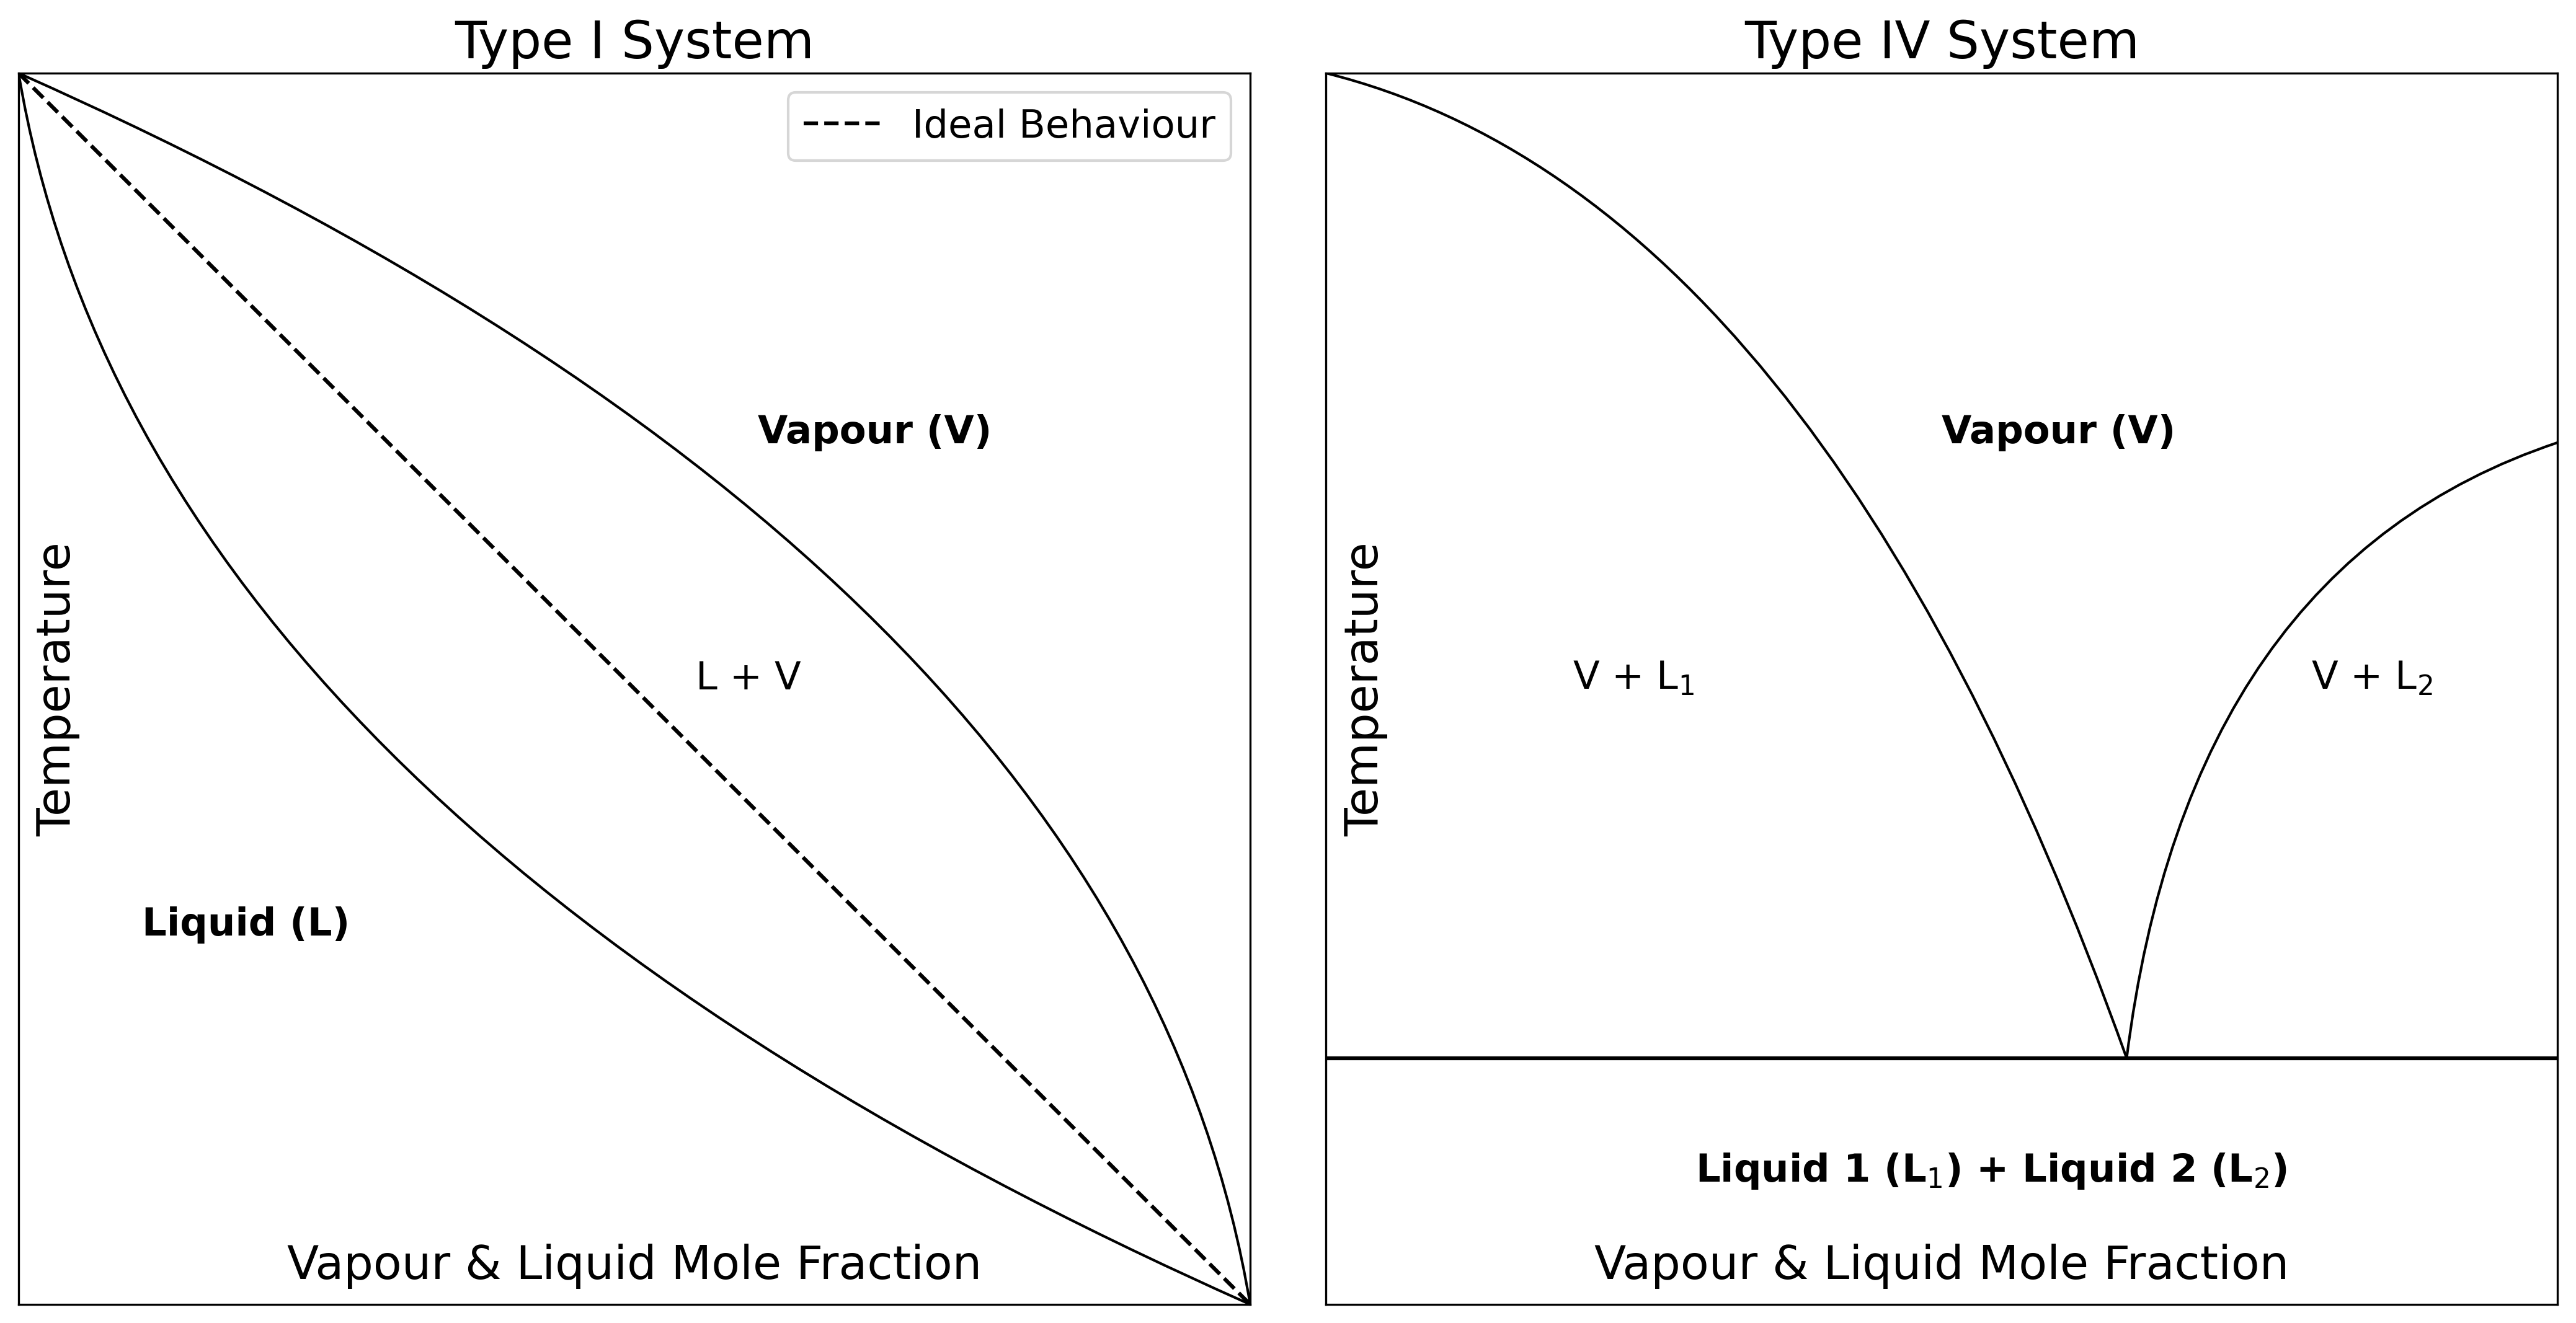 Type I System
Ideal Behaviour
Vapour (V)
L + V
Temperature
Liquid (L)
Vapour & Liquid Mole Fraction
Type IV System
Vapour (V)
V + L₁
V + L₂
Temperature
Liquid 1 (L₁) + Liquid 2 (L₂)
Vapour & Liquid Mole Fraction